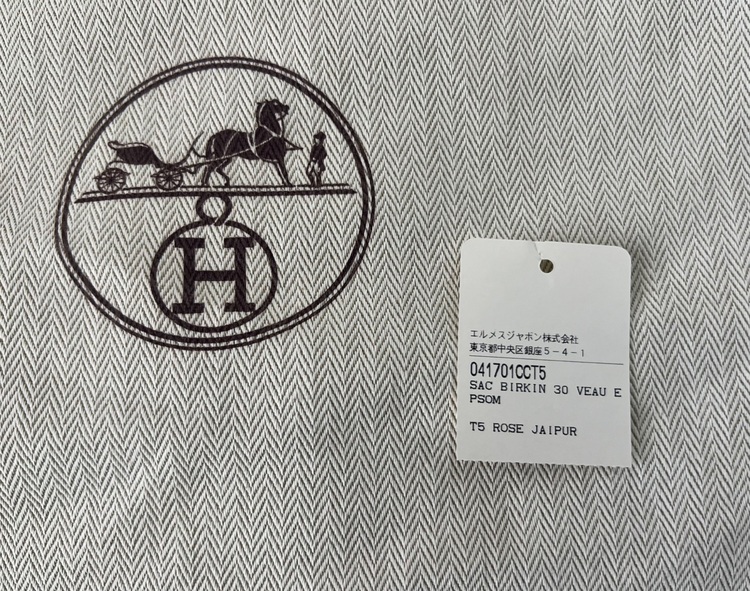 H
エルメスジャポン株式会社
東京都中央区銀座5-4-1
041701CCT5
SAC BIRKIN 30 VEAU E
PSOM
T5 ROSE JAIPUR